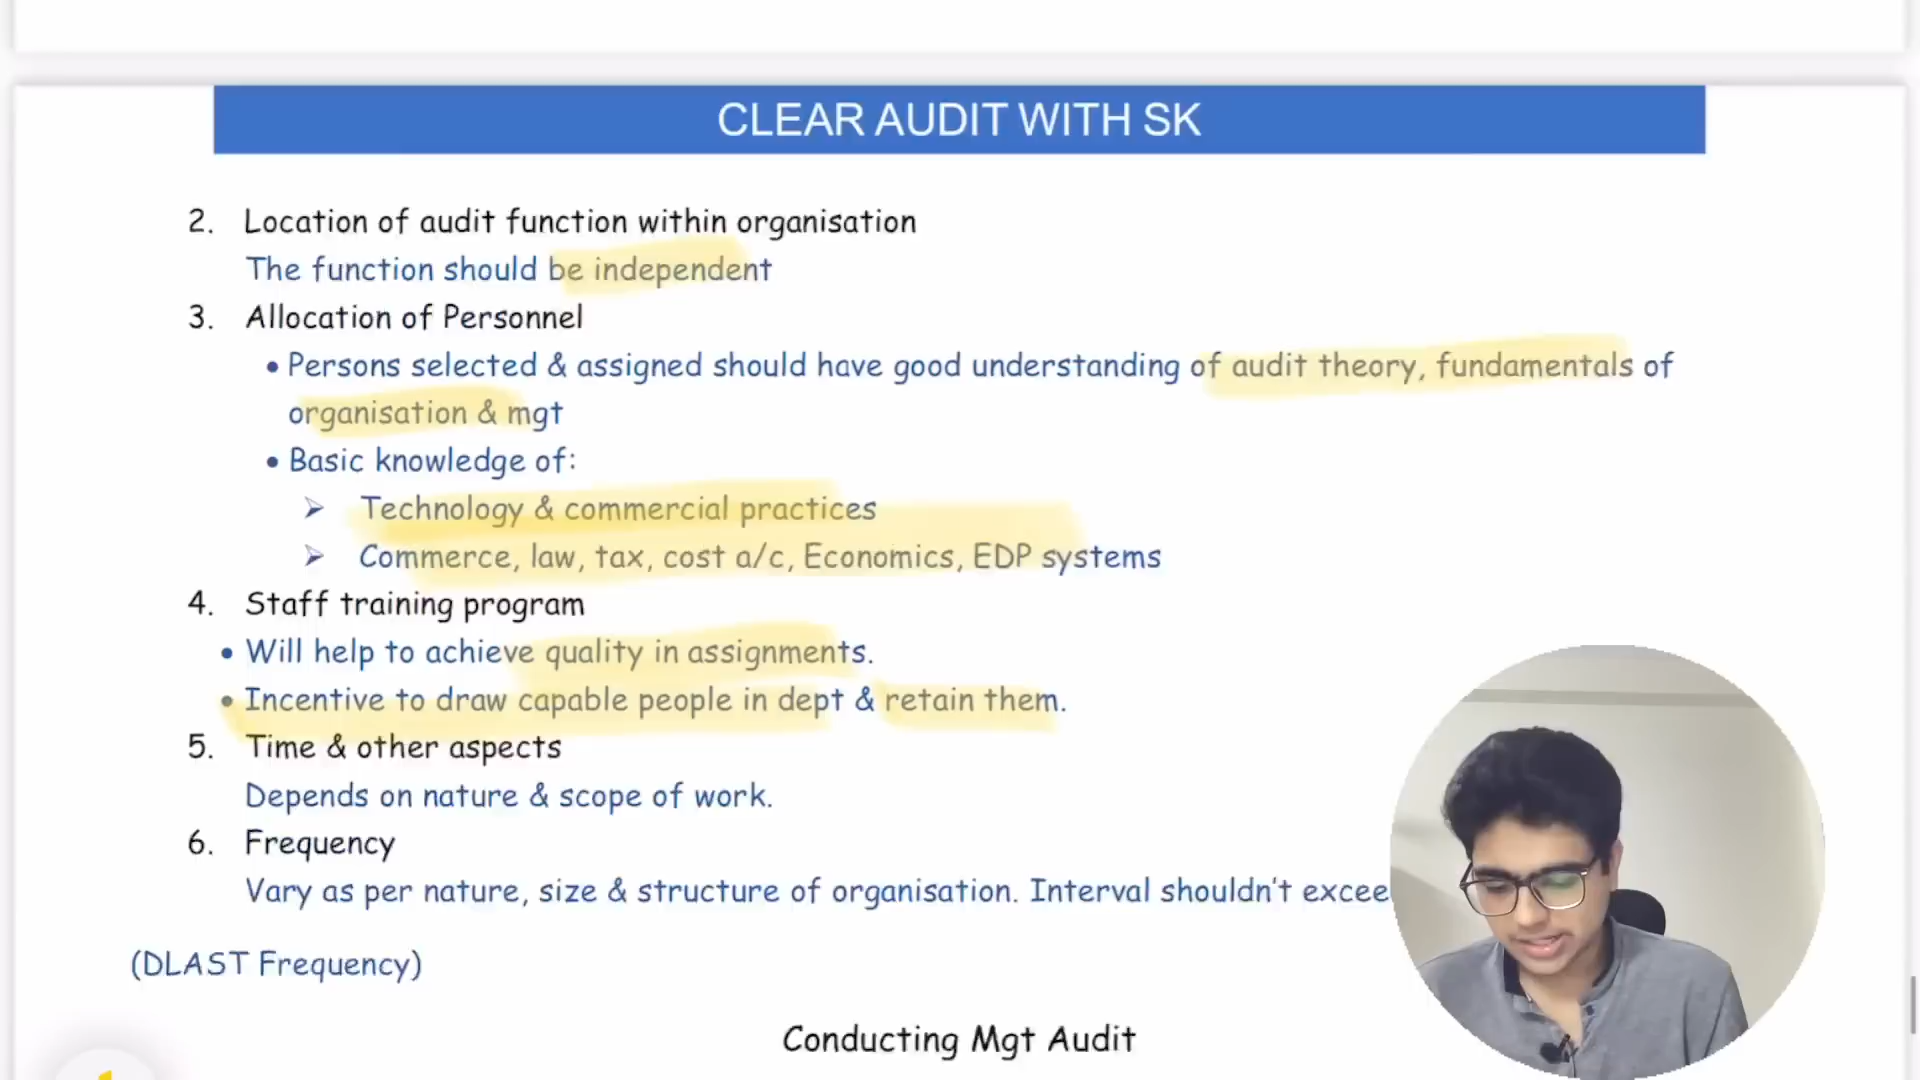 CLEAR AUDIT WITH SK
2. Location of audit function within organisation
The function should be independent
3. Allocation of Personnel
• Persons selected & assigned should have good understanding of audit theory, fundamentals of
organisation & mgt
• Basic knowledge of:
➢ Technology & commercial practices
➢ Commerce, law, tax, cost a/c, Economics, EDP systems
4. Staff training program
• Will help to achieve quality in assignments.
• Incentive to draw capable people in dept & retain them.
5. Time & other aspects
Depends on nature & scope of work.
6. Frequency
Vary as per nature, size & structure of organisation. Interval shouldn't
(DLAST Frequency)
Conducting Mgt Audit